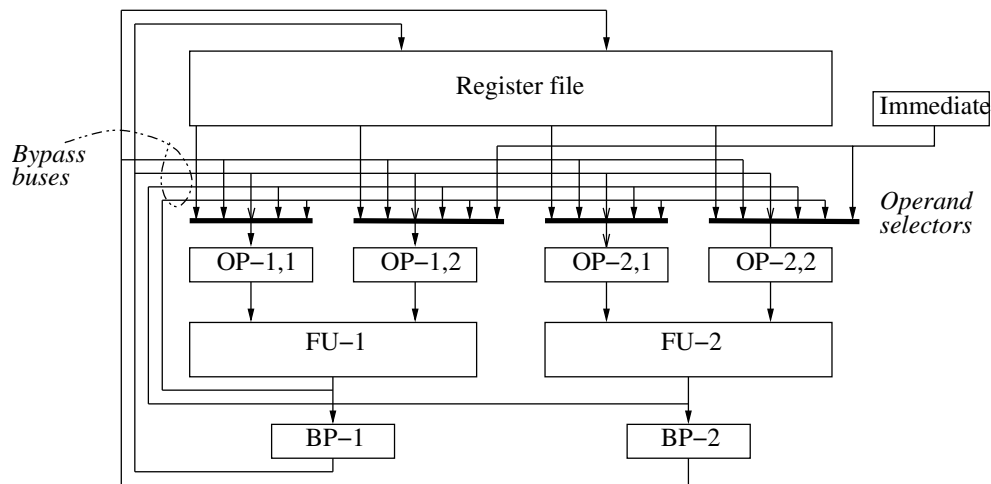 Register file
Immediate
Bypass
buses
Operand
selectors
OP−1,1
OP−1,2
OP−2,1
OP−2,2
FU−1
FU−2
BP−1
BP−2